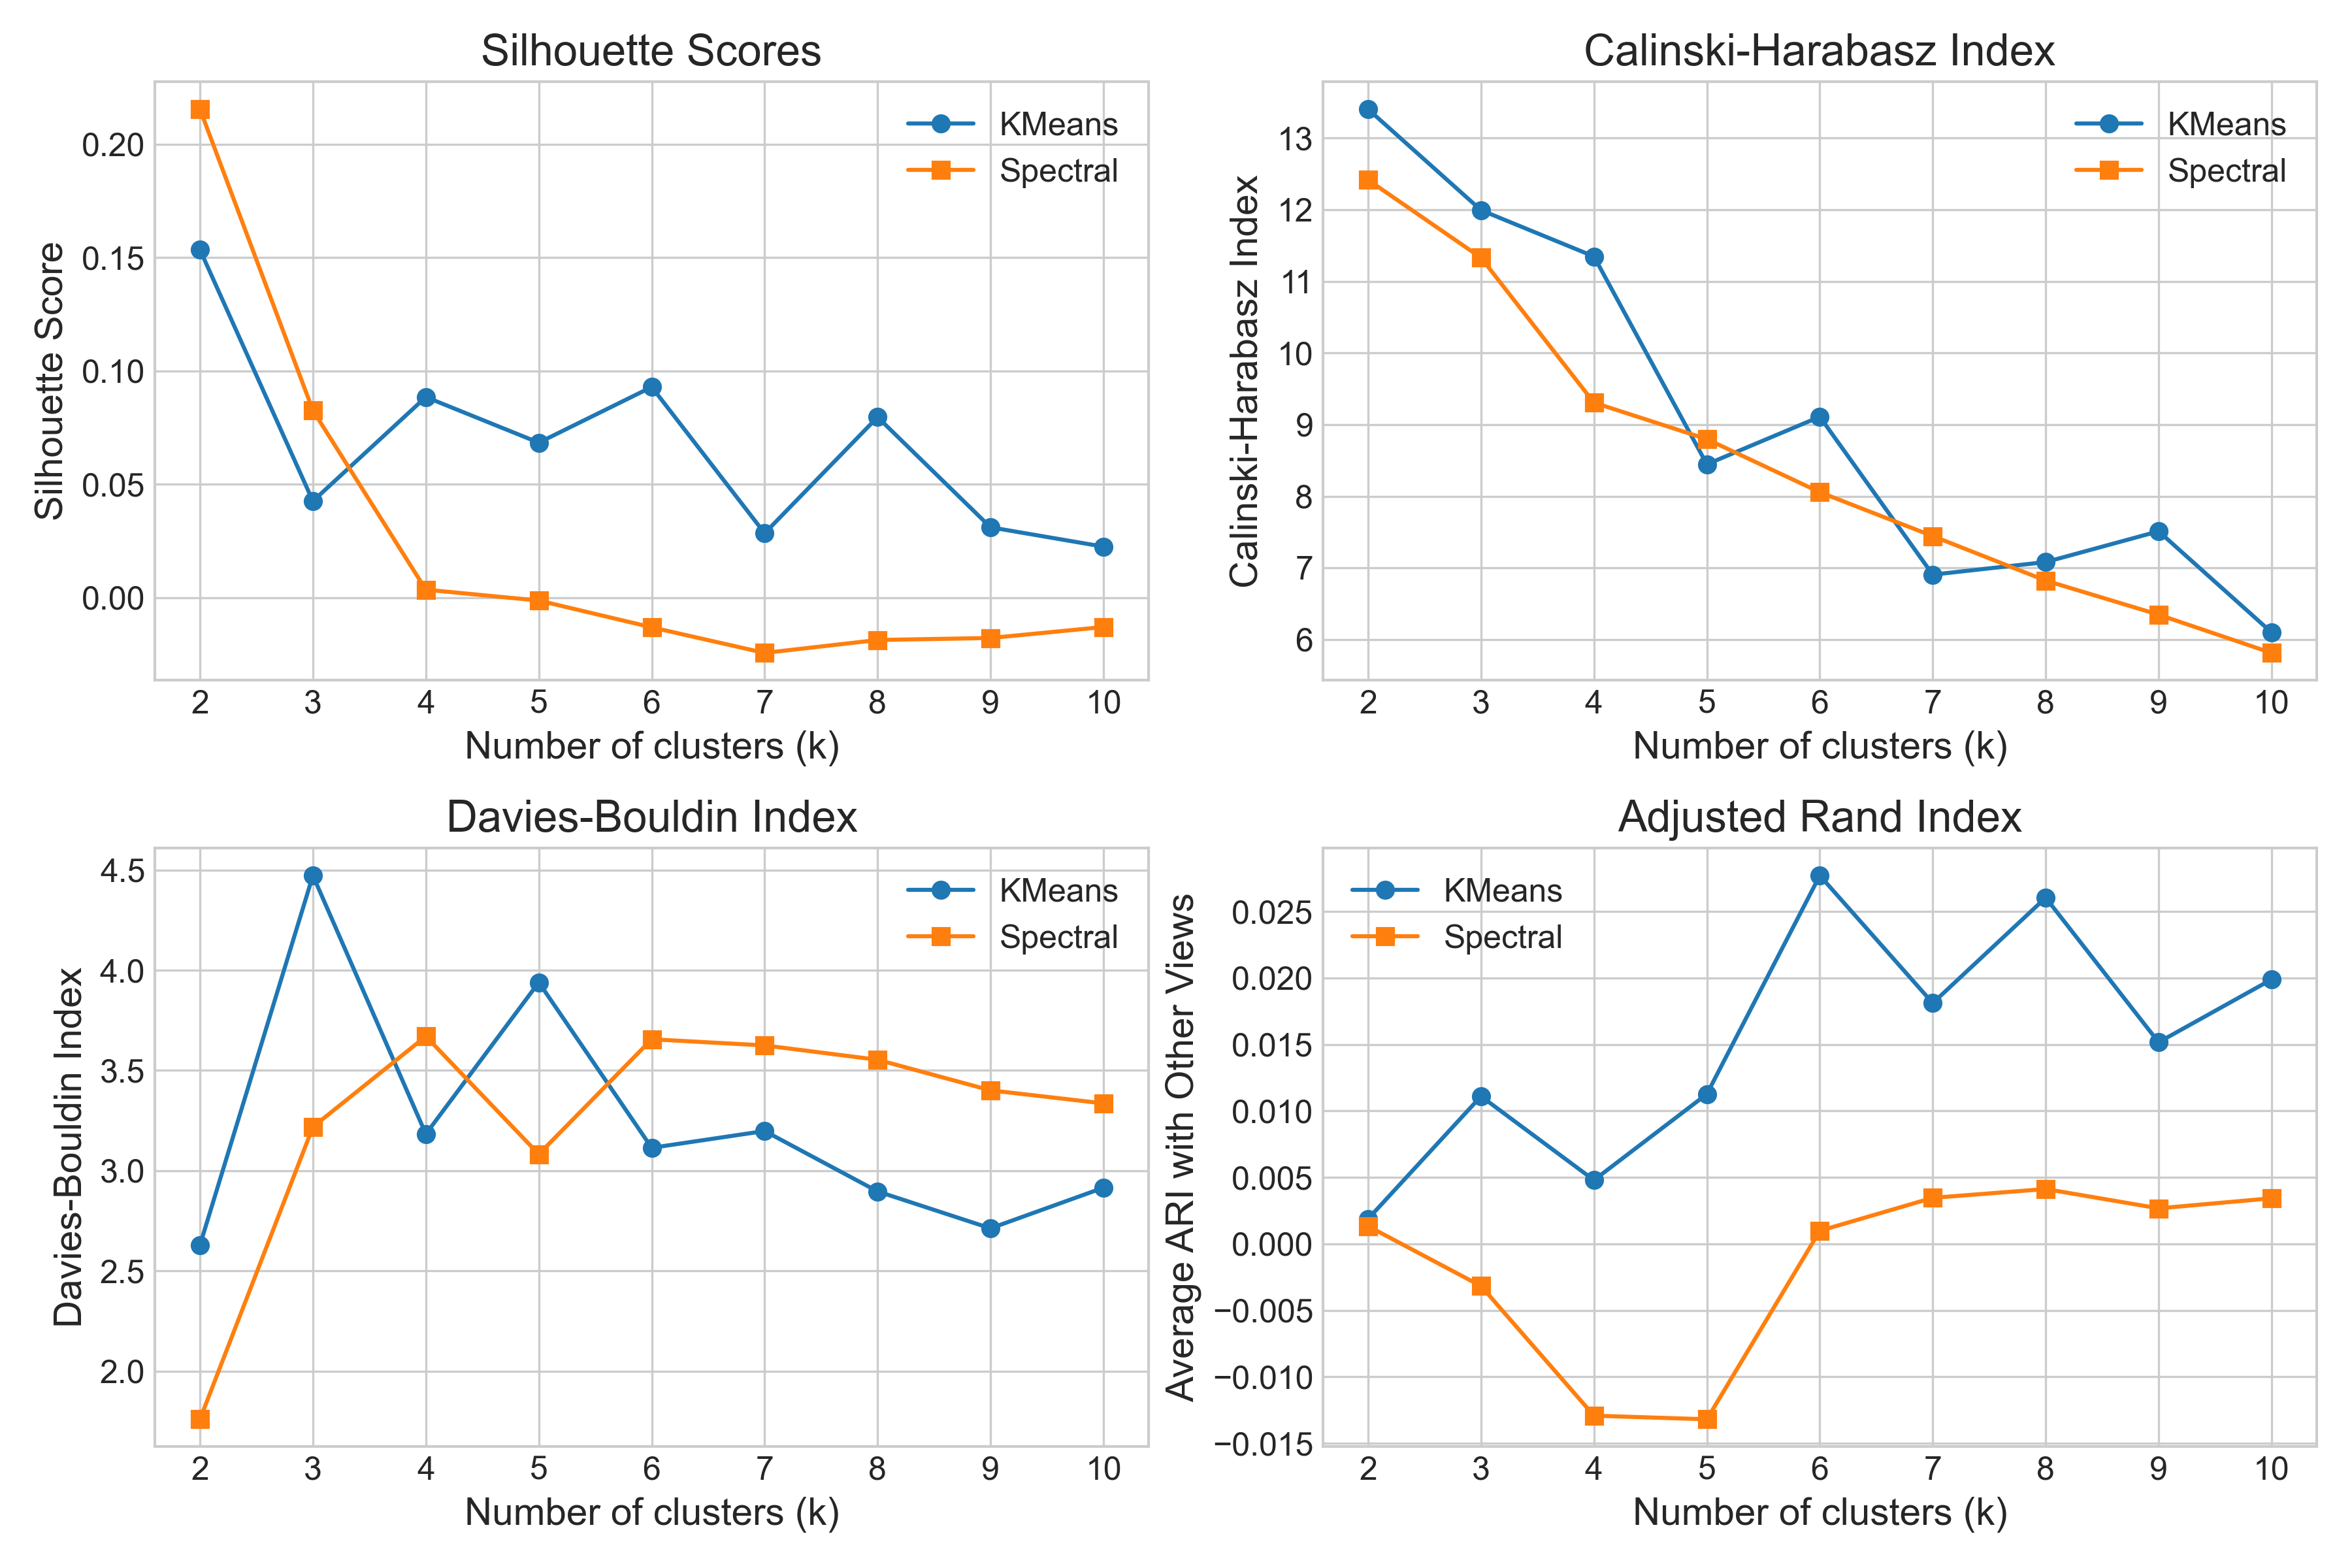 Silhouette Scores
KMeans
Spectral
0.20
0.15
0.10
0.05
0.00
Silhouette Score
2 3 4 5 6 7 8 9 10
Number of clusters (k)
Calinski-Harabasz Index
KMeans
Spectral
13
12
11
10
9
8
7
6
Calinski-Harabasz Index
2 3 4 5 6 7 8 9 10
Number of clusters (k)
Davies-Bouldin Index
KMeans
Spectral
4.5
4.0
3.5
3.0
2.5
2.0
Davies-Bouldin Index
2 3 4 5 6 7 8 9 10
Number of clusters (k)
Adjusted Rand Index
KMeans
Spectral
0.025
0.020
0.015
0.010
0.005
0.000
−0.005
−0.010
−0.015
Average ARI with Other Views
2 3 4 5 6 7 8 9 10
Number of clusters (k)